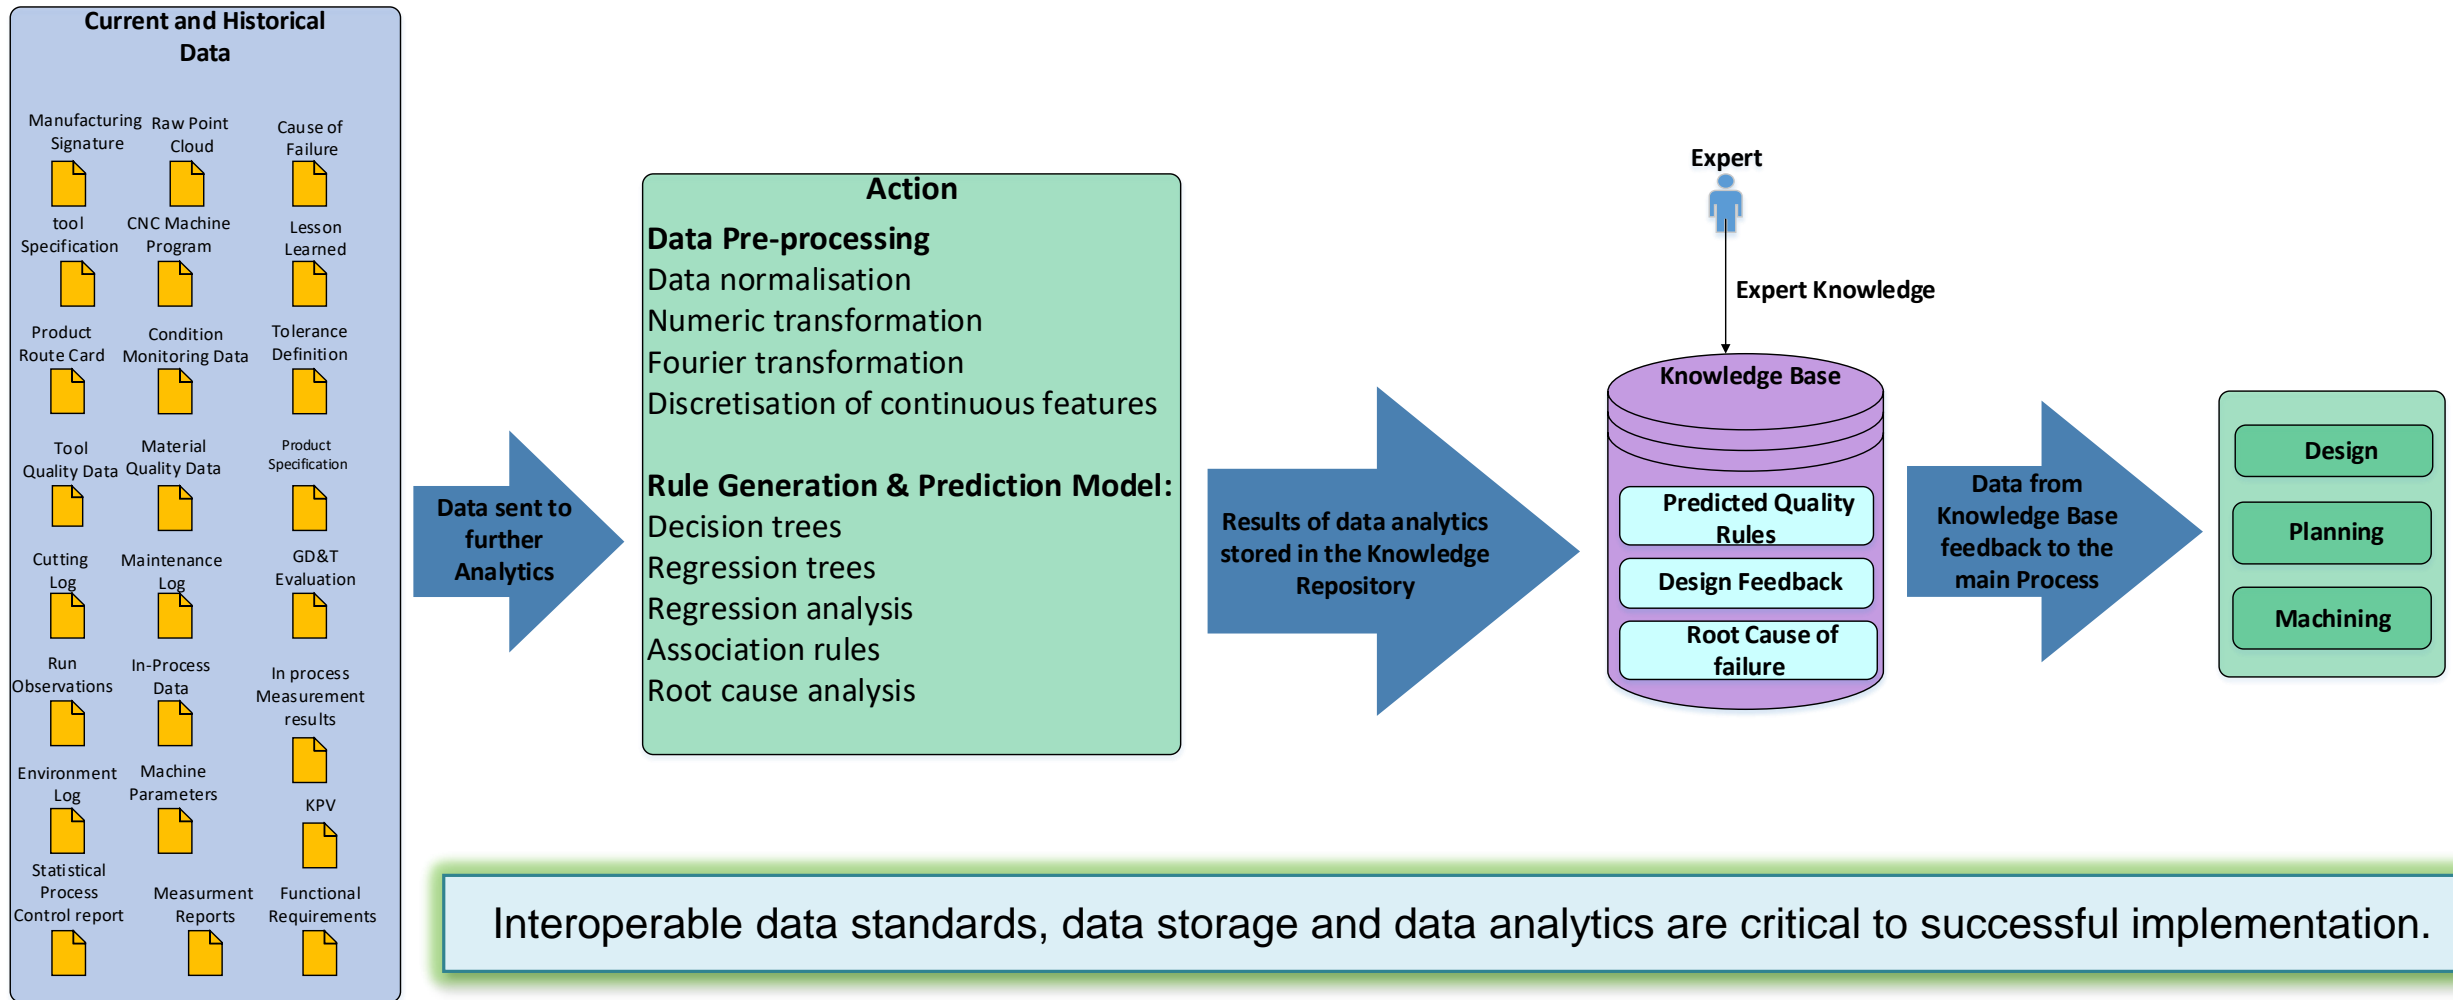 Current and Historical
Data
Manufacturing
Signature
Raw Point
Cloud
Cause of
Failure
tool
Specification
CNC Machine
Program
Lesson
Learned
Product
Route Card
Condition
Monitoring Data
Tolerance
Definition
Tool
Quality Data
Material
Quality Data
Product
Specification
Cutting
Log
Maintenance
Log
GD&T
Evaluation
Run
Observations
In-Process
Data
In process
Measurement
results
Environment
Log
Machine
Parameters
KPV
Statistical
Process
Control report
Measurment
Reports
Functional
Requirements
Data sent to
further
Analytics
Action
Data Pre-processing
Data normalisation
Numeric transformation
Fourier transformation
Discretisation of continuous features
Rule Generation & Prediction Model:
Decision trees
Regression trees
Regression analysis
Association rules
Root cause analysis
Results of data analytics
stored in the Knowledge
Repository
Expert
Expert Knowledge
Knowledge Base
Predicted Quality
Rules
Design Feedback
Root Cause of
failure
Data from
Knowledge Base
feedback to the
main Process
Design
Planning
Machining
Interoperable data standards, data storage and data analytics are critical to successful implementation.